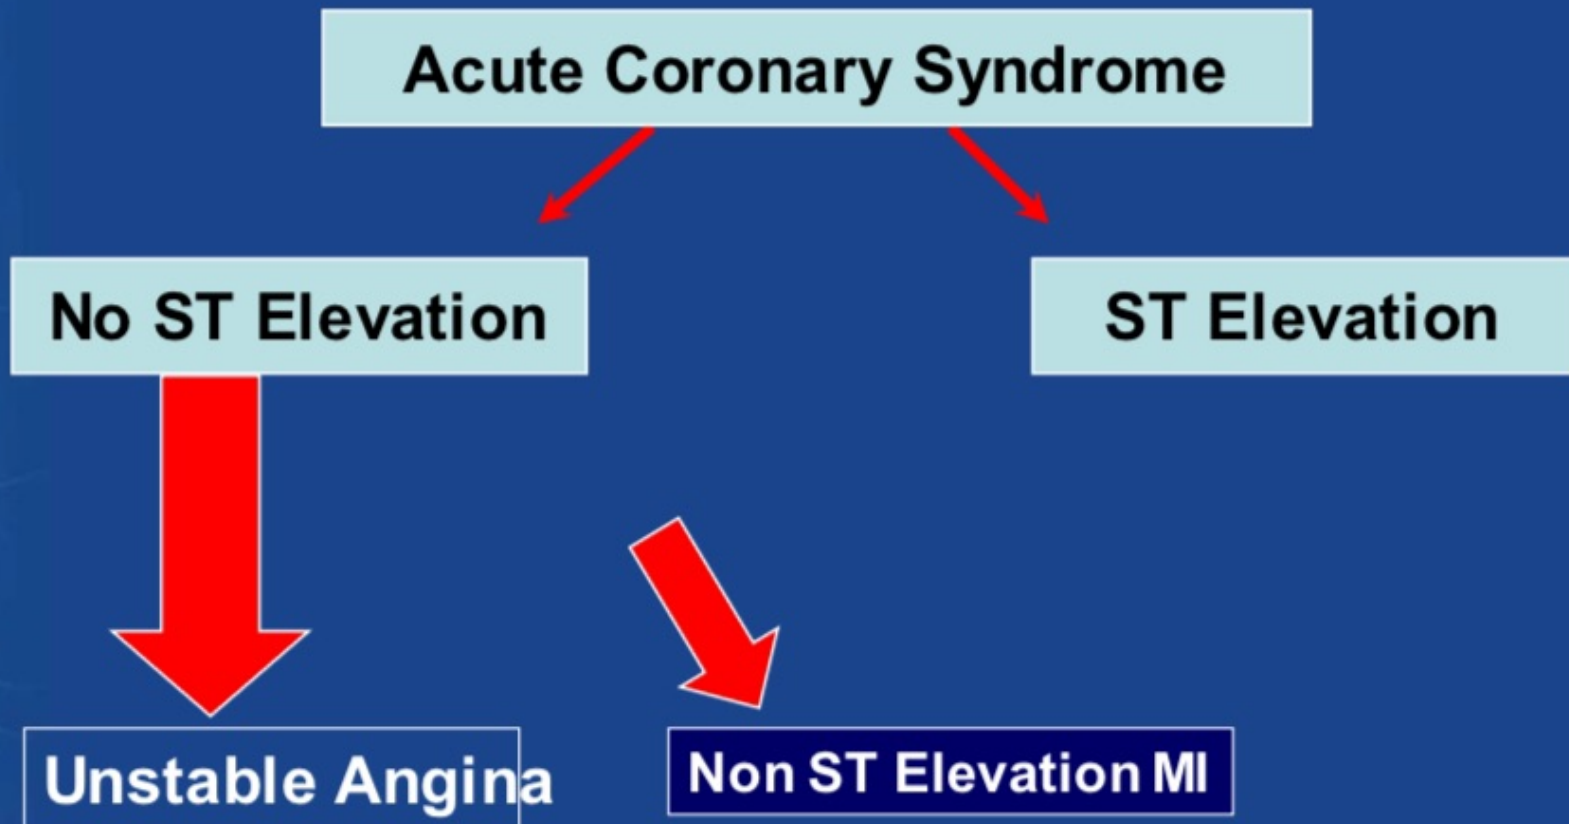 Acute Coronary Syndrome
No ST Elevation
ST Elevation
Unstable Angina
Non ST Elevation MI